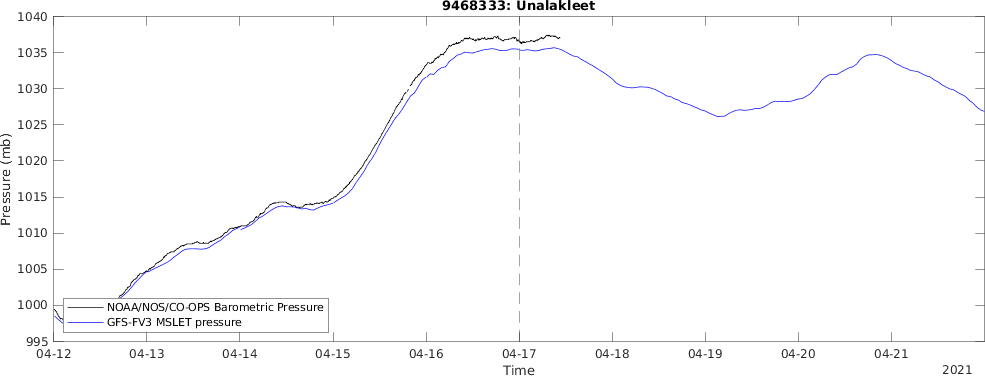 9468333: Unalakleet
1040
1035
1030
1025
1020
1015
1010
1005
1000
995
Pressure (mb)
NOAA/NOS/CO-OPS Barometric Pressure
GFS-FV3 MSLET pressure
04-12 04-13 04-14 04-15 04-16 04-17 04-18 04-19 04-20 04-21
Time
2021